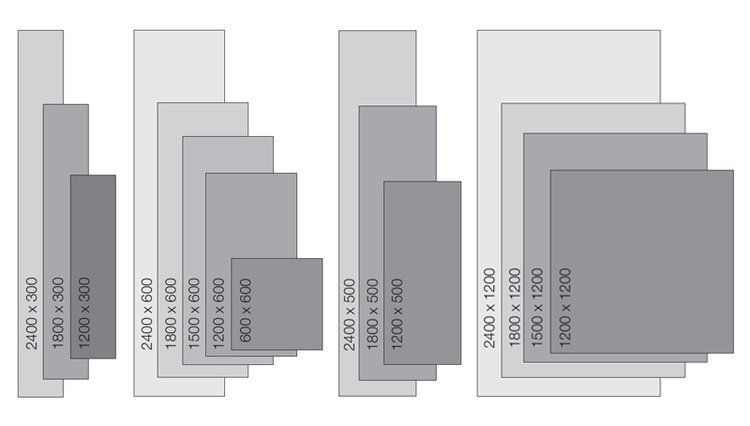 2400 x 300
1800 x 300
1200 x 300
2400 x 600
1800 x 600
1500 x 600
1200 x 600
600 x 600
2400 x 500
1800 x 500
1200 x 500
2400 x 1200
1800 x 1200
1500 x 1200
1200 x 1200